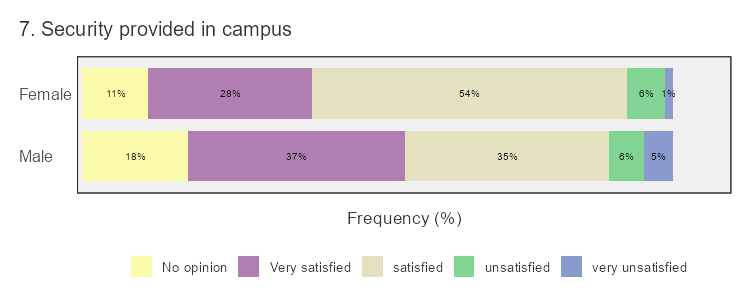 7. Security provided in campus
Female 11% 28% 54% 6% 1%
Male 18% 37% 35% 6% 5%
Frequency (%)
No opinion Very satisfied satisfied unsatisfied very unsatisfied